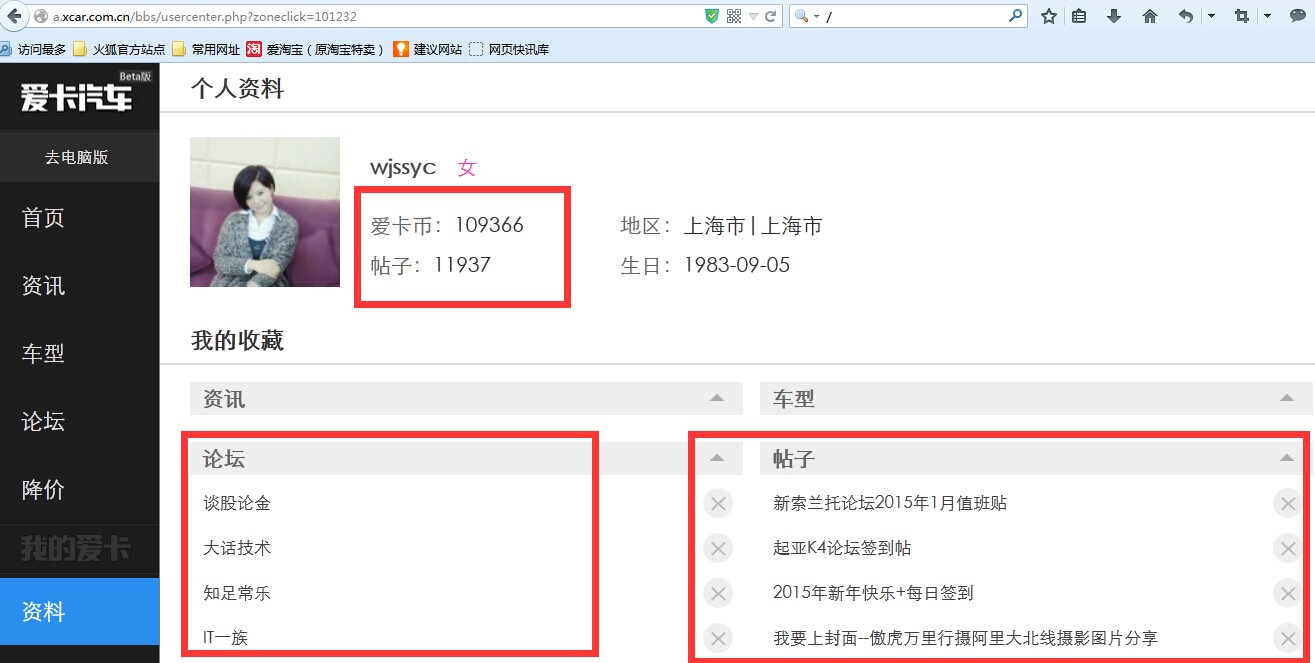 a.xcar.com.cn/bbs/usercenter.php?zoneclick=101232
/
访问最多 火狐官方站点 常用网址 淘 爱淘宝（原淘宝特卖） 建议网站 网页快讯库
爱卡汽车 Beta版
去电脑版
首页
资讯
车型
论坛
降价
我的爱卡
资料
个人资料
wjssyc 女
爱卡币：109366 地区：上海市 | 上海市
帖子：11937 生日：1983-09-05
我的收藏
资讯 车型
论坛 帖子
谈股论金 新索兰托论坛2015年1月值班贴
大话技术 起亚K4论坛签到帖
知足常乐 2015年新年快乐+每日签到
IT一族 我要上封面--傲虎万里行摄阿里大北线摄影图片分享